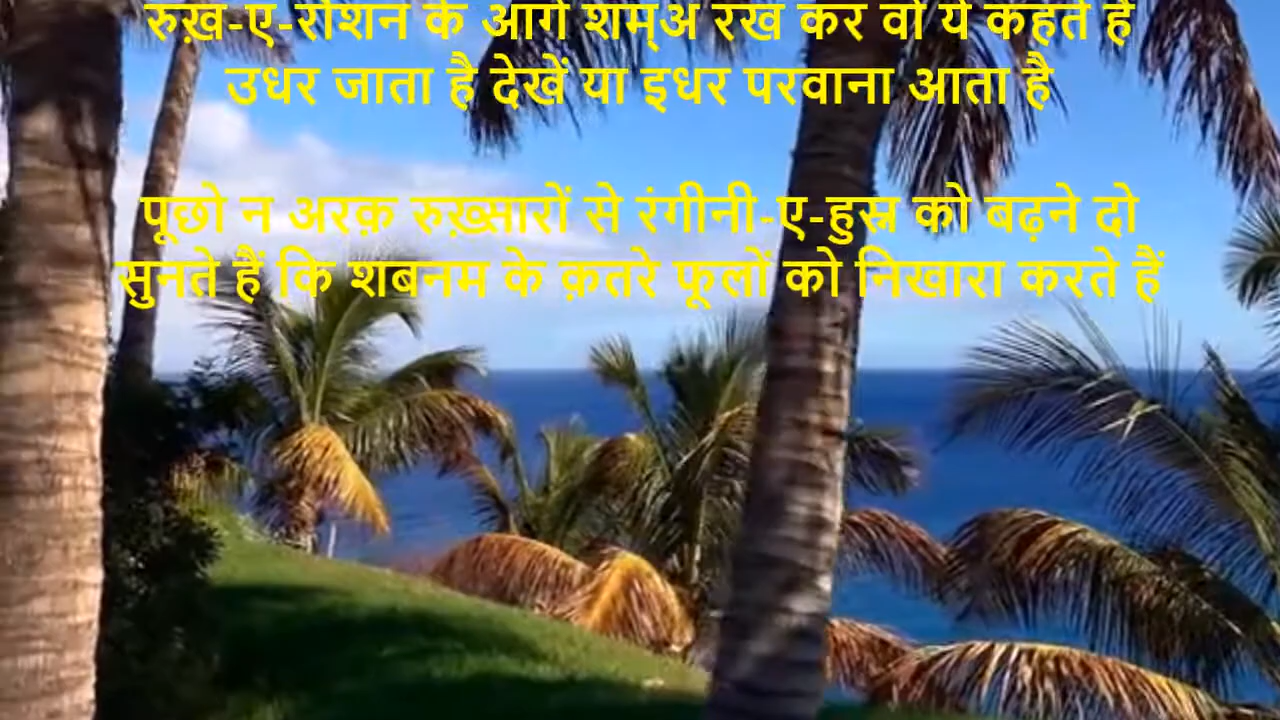 रुख़-ए-रौशन के आगे शम्अ रख कर वो ये कहते हैं
उधर जाता है देखें या इधर परवाना आता है
पूछो न अरक़ रुख़्सारों से रंगीनी-ए-हुस्न को बढ़ने दो
सुनते हैं कि शबनम के क़तरे फूलों को निखारा करते हैं